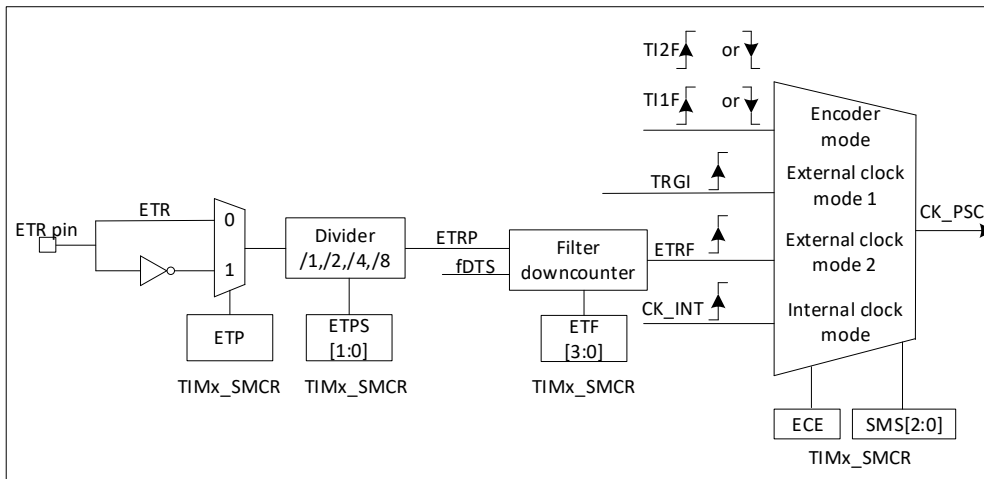 TI2F or
TI1F or
Encoder
mode
TRGI
External clock
mode 1
CK_PSC
ETR pin
ETR
0
1
Divider
/1,/2,/4,/8
ETRP
fDTS
Filter
downcounter
ETRF
External clock
mode 2
CK_INT
Internal clock
mode
ETP
TIMx_SMCR
ETPS
[1:0]
TIMx_SMCR
ETF
[3:0]
TIMx_SMCR
ECE
SMS[2:0]
TIMx_SMCR